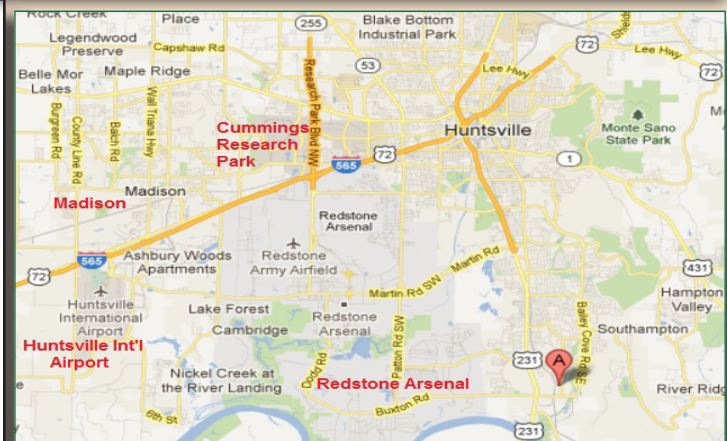 Rock Creek
Place
255
Blake Bottom
Industrial Park
Legendwood
Preserve
Capshaw Rd
72
Lee Hwy
53
Belle Mor
Lakes
Maple Ridge
Lee Hwy
Research Park Blvd NW
Burgreen Rd
County Line Rd
Balch Rd
Wall Triana Hwy
Cummings
Research
Park
Huntsville
Monte Sano
State Park
72
565
1
Madison
Madison
Redstone
Arsenal
565
Ashbury Woods
Apartments
Redstone
Army Airfield
Martin Rd
431
72
Martin Rd SW
Huntsville
International
Airport
Lake Forest
Redstone
Arsenal
Patton Rd SW
Bailey Cove Rd SE
Hampton
Valley
Cambridge
Southampton
Huntsville Int'l
Airport
Dodd Rd
231
A
Nickel Creek at
the River Landing
Redstone Arsenal
River Ridg
Buxton Rd
6th St
231